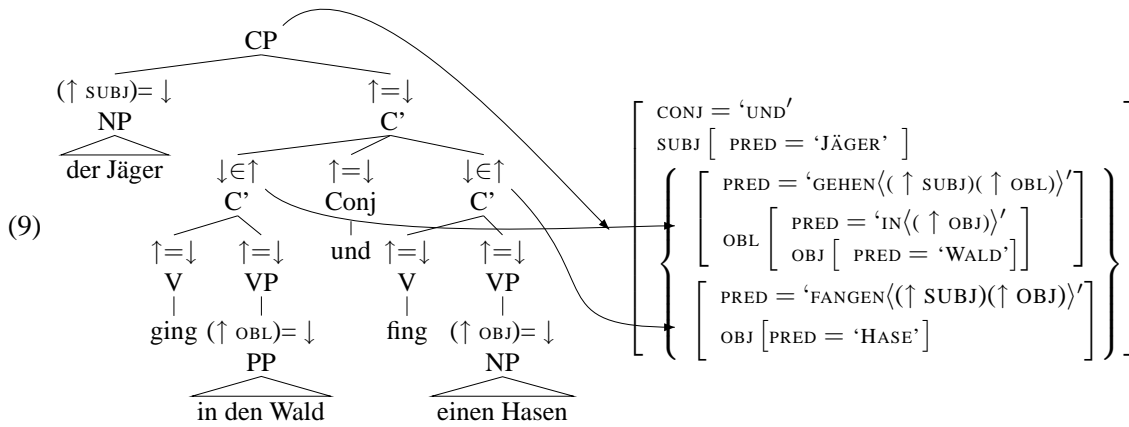 CP
(↑ SUBJ)= ↓ ↑=↓
NP C'
der Jäger
↓∈↑ ↑=↓ ↓∈↑
C' Conj C'
(9)
und
↑=↓ ↑=↓ ↑=↓ ↑=↓
V VP V VP
ging (↑ OBL)= ↓ fing (↑ OBJ)= ↓
PP NP
in den Wald einen Hasen
CONJ = ‘UND′
SUBJ [ PRED = ‘JÄGER’ ]
PRED = ‘GEHEN⟨(↑ SUBJ)(↑ OBL)⟩′
OBL [ PRED = ‘IN⟨(↑ OBJ)⟩′
OBJ [ PRED = ‘WALD’]]
PRED = ‘FANGEN⟨(↑ SUBJ)(↑ OBJ)⟩′
OBJ [PRED = ‘HASE’]